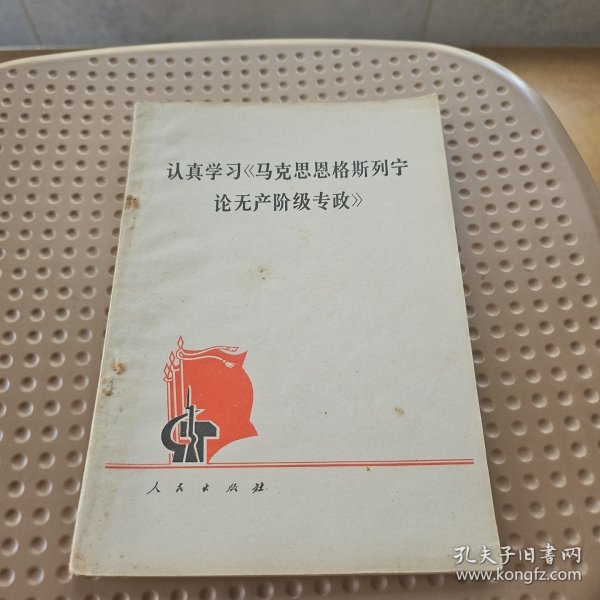 认真学习《马克思恩格斯列宁
论无产阶级专政》
人民出版社
孔夫子旧书网
www.kongfz.com